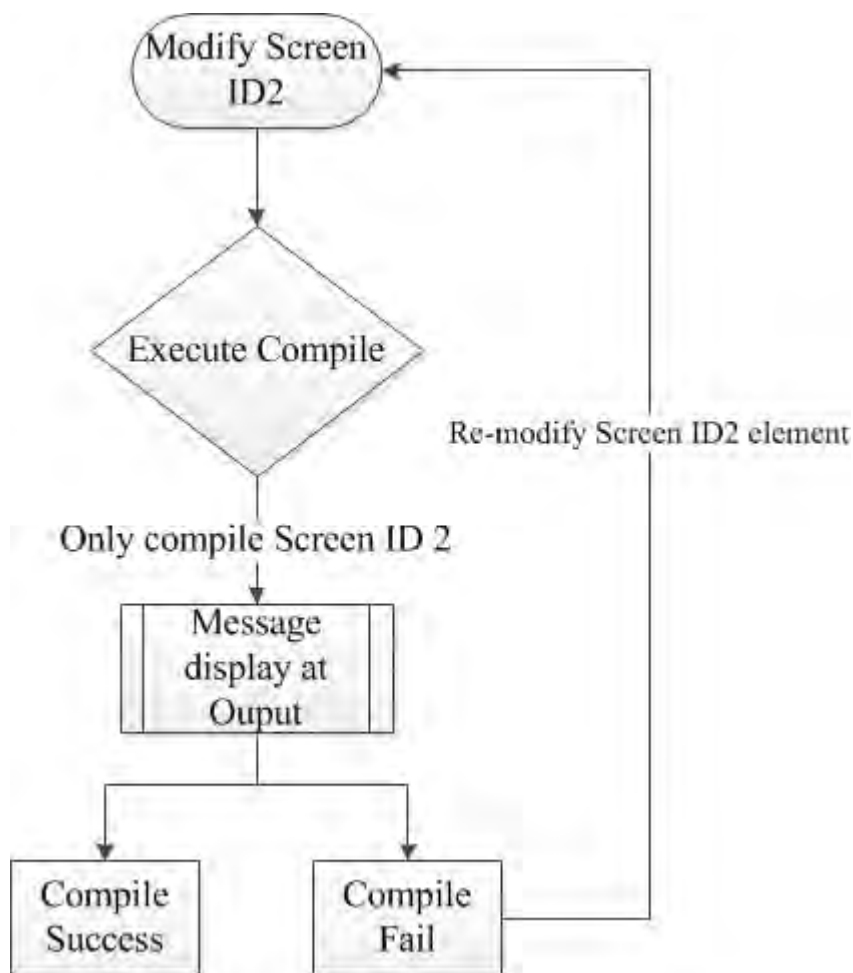 Modify Screen
ID2
Execute Compile
Re-modify Screen ID2 element
Only compile Screen ID 2
Message
display at
Ouput
Compile
Success
Compile
Fail